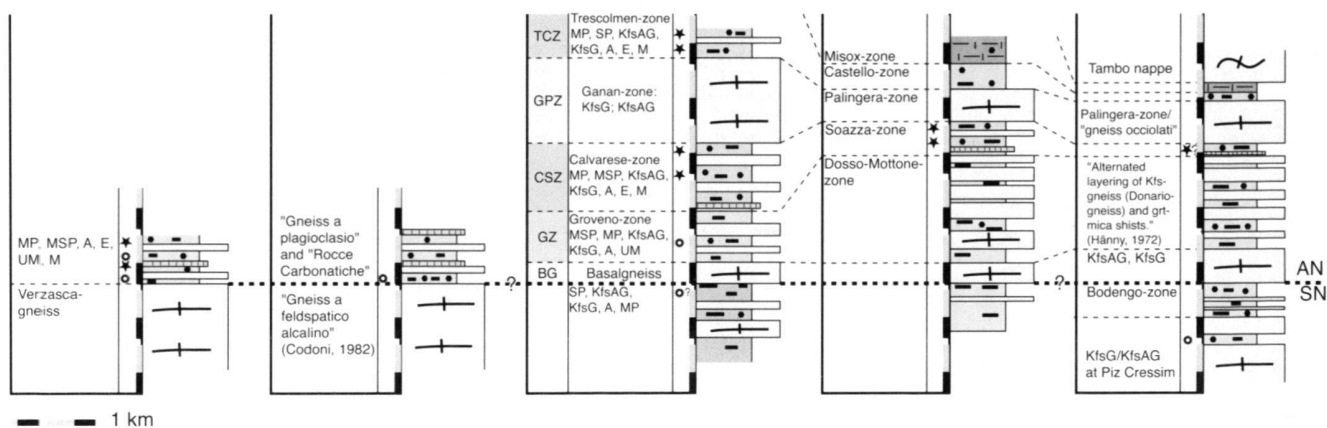 MP, MSP, A, E,
UM, M
Verzasca-
gneiss
"Gneiss a
plagioclasio"
and "Rocce
Carbonatiche"
"Gneiss a
feldspatico
alcalino"
(Codoni, 1982)
?
TCZ
Trescolmen-zone
MP, SP, KfsAG,
KfsG, A, E, M
GPZ
Ganan-zone:
KfsG; KfsAG
CSZ
Calvarese-zone
MP, MSP, KfsAG,
KfsG, A, E, M
GZ
Groveno-zone
MSP, MP, KfsAG,
KfsG, A, UM
BG
Basalgneiss
SP, KfsAG,
KfsG, A, MP
?
Misox-zone
Castello-zone
Palingera-zone
Soazza-zone
Dosso-Mottone-
zone
?
Tambo nappe
Palingera-zone/
"gneiss occiolati"
?
"Alternated
layering of Kfs-
gneiss (Donario-
gneiss) and grt-
mica shists."
(Hänny, 1972)
KfsAG, KfsG
Bodengo-zone
KfsG/KfsAG
at Piz Cressim
AN
SN
1 km